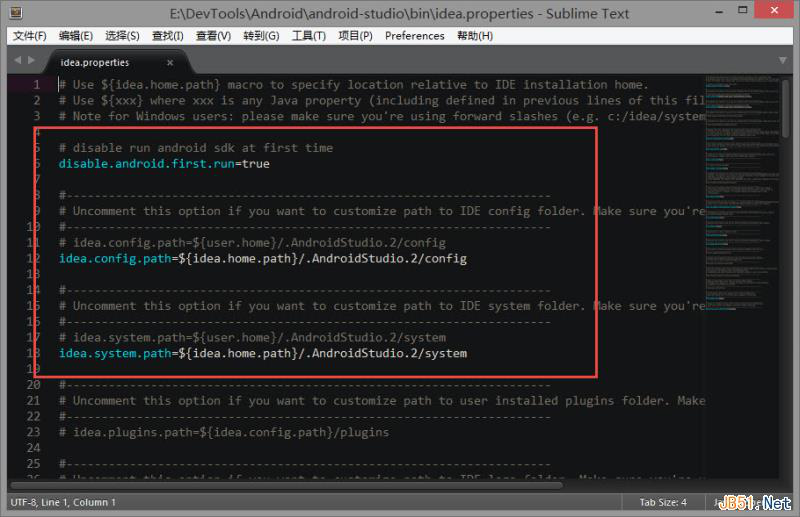 E:\DevTools\Android\android-studio\bin\idea.properties - Sublime Text
文件(F) 编辑(E) 选择(S) 查找(I) 查看(V) 转到(G) 工具(T) 项目(P) Preferences 帮助(H)
idea.properties ×
1 # Use ${idea.home.path} macro to specify location relative to IDE installation home.
2 # Use ${xxx} where xxx is any Java property (including defined in previous lines of this fil
3 # Note for Windows users: please make sure you're using forward slashes (e.g. c:/idea/system
4
5 # disable run android sdk at first time
6 disable.android.first.run=true
7
8 #--------------------------------------------------------------------
9 # Uncomment this option if you want to customize path to IDE config folder. Make sure you're
10 #--------------------------------------------------------------------
11 # idea.config.path=${user.home}/.AndroidStudio.2/config
12 idea.config.path=${idea.home.path}/.AndroidStudio.2/config
13
14 #--------------------------------------------------------------------
15 # Uncomment this option if you want to customize path to IDE system folder. Make sure you're
16 #--------------------------------------------------------------------
17 # idea.system.path=${user.home}/.AndroidStudio.2/system
18 idea.system.path=${idea.home.path}/.AndroidStudio.2/system
19
20 #--------------------------------------------------------------------
21 # Uncomment this option if you want to customize path to user installed plugins folder. Make
22 #--------------------------------------------------------------------
23 # idea.plugins.path=${idea.config.path}/plugins
24
25 #--------------------------------------------------------------------
UTF-8, Line 1, Column 1 Tab Size: 4
JB51.Net